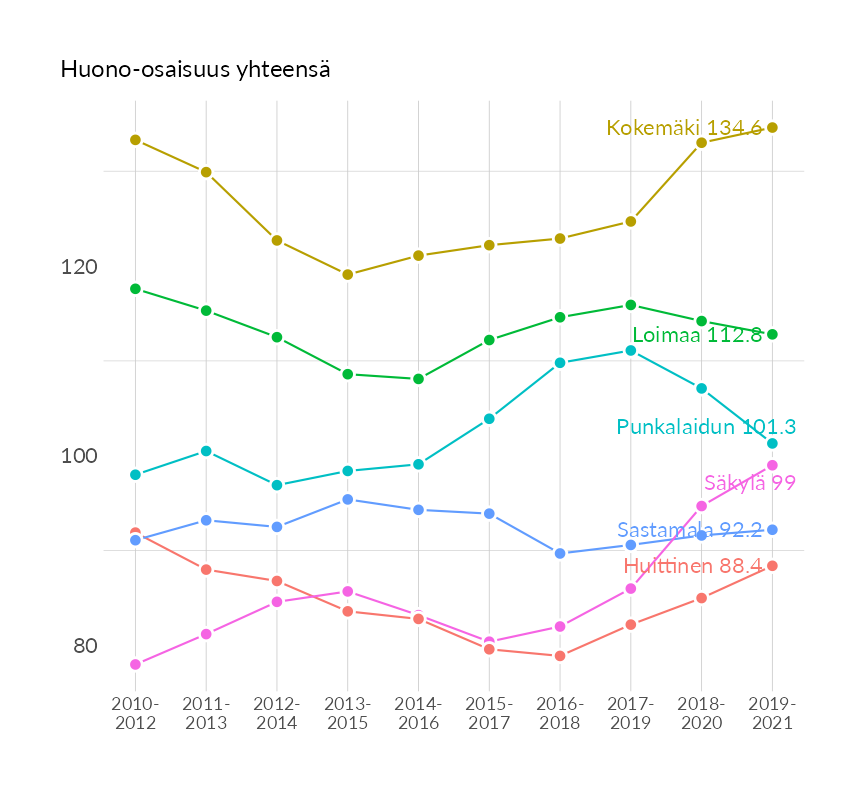 Huono-osaisuus yhteensä
Kokemäki 134.6
120
Loimaa 112.8
Punkalaidun 101.3
100
Säkylä 99
Sastamala 92.2
Huittinen 88.4
80
2010- 2011- 2012- 2013- 2014- 2015- 2016- 2017- 2018- 2019-
2012 2013 2014 2015 2016 2017 2018 2019 2020 2021